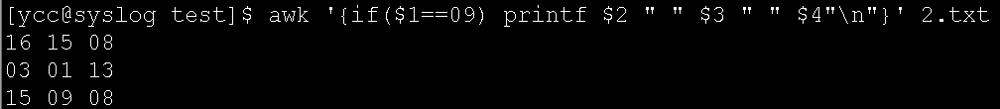 [ycc@syslog test]$ awk '{if($1==09) printf $2 " " $3 " " $4"\n"}' 2.txt
16 15 08
03 01 13
15 09 08